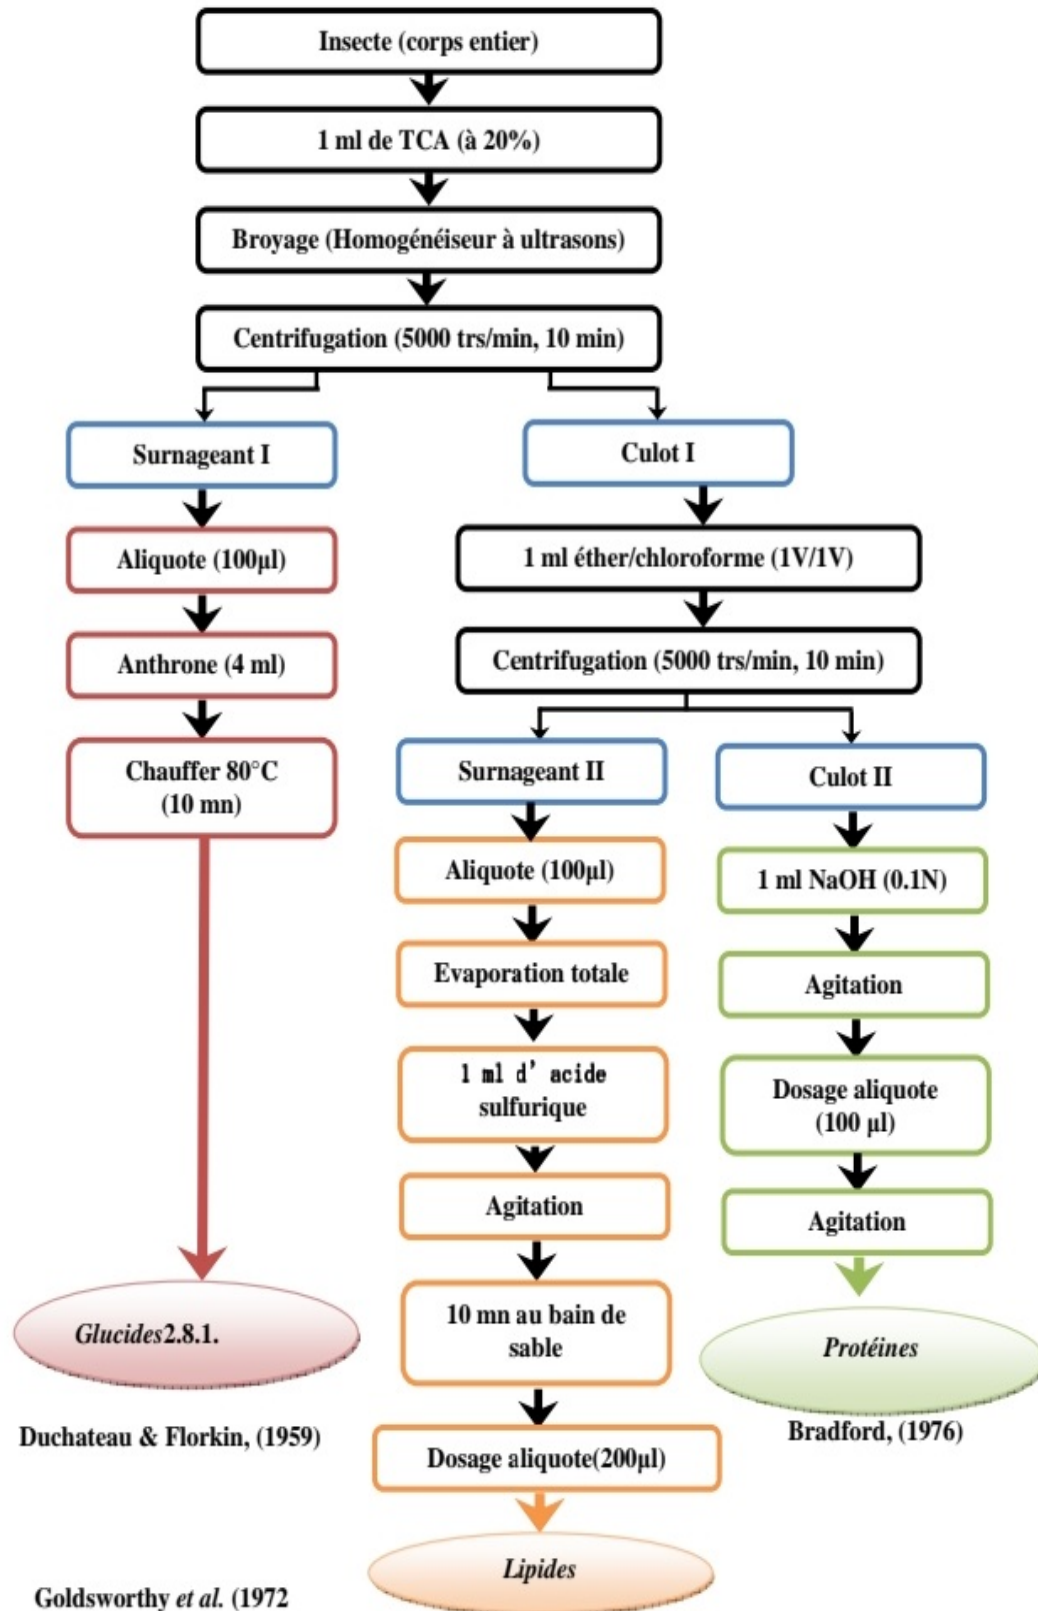 Insecte (corps entier)
1 ml de TCA (à 20%)
Broyage (Homogénéiseur à ultrasons)
Centrifugation (5000 trs/min, 10 min)
Surnageant I
Culot I
Aliquote (100µl)
1 ml éther/chloroforme (1V/1V)
Anthrone (4 ml)
Centrifugation (5000 trs/min, 10 min)
Chauffer 80°C
(10 mn)
Surnageant II
Culot II
Aliquote (100µl)
1 ml NaOH (0.1N)
Evaporation totale
Agitation
1 ml d' acide
sulfurique
Dosage aliquote
(100 µl)
Agitation
Agitation
10 mn au bain de
sable
Glucides2.8.1.
Protéines
Duchateau & Florkin, (1959)
Bradford, (1976)
Dosage aliquote(200µl)
Lipides
Goldsworthy et al. (1972